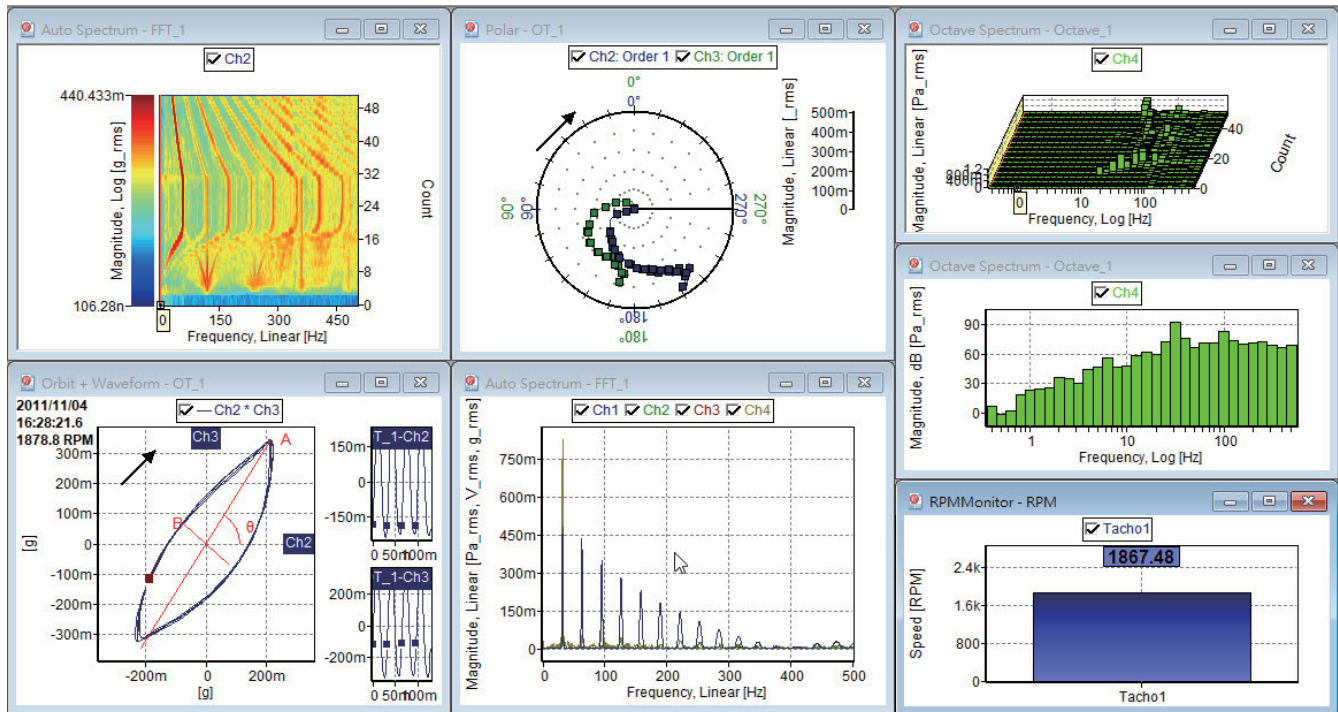 Auto Spectrum - FFT_1
Ch2
440.433m
106.28n
Magnitude, Log [g_rms]
48
40
32
24
16
8
0
Count
0
150
300
450
Frequency, Linear [Hz]
Polar - OT_1
Ch2: Order 1 Ch3: Order 1
0°
0°
90°
90°
270°
270°
180°
180°
500m
400m
300m
200m
100m
0
Magnitude, Linear [_rms]
Octave Spectrum - Octave_1
Ch4
Magnitude, Linear [Pa_rms]
1.2
400m
0
0
10
100
Frequency, Log [Hz]
40
20
0
Count
Octave Spectrum - Octave_1
Ch4
Magnitude, dB [Pa_rms]
90
60
30
0
1
10
100
Frequency, Log [Hz]
Orbit + Waveform - OT_1
2011/11/04
16:28:21.6
1878.8 RPM
Ch2 * Ch3
Ch3
A
B
θ
Ch2
300m
200m
100m
0
-100m
-200m
-300m
[g]
-200m
0
200m
[g]
T_1-Ch2
150m
0
-150m
0 50m100m
T_1-Ch3
200m
0
-200m
0 50m100m
Auto Spectrum - FFT_1
Ch1 Ch2 Ch3 Ch4
Magnitude, Linear [Pa_rms, V_rms, g_rms]
750m
600m
450m
300m
150m
0
0
100
200
300
400
500
Frequency, Linear [Hz]
RPMMonitor - RPM
Tacho1
1867.48
Speed [RPM]
2.4k
1.6k
800
0
Tacho1